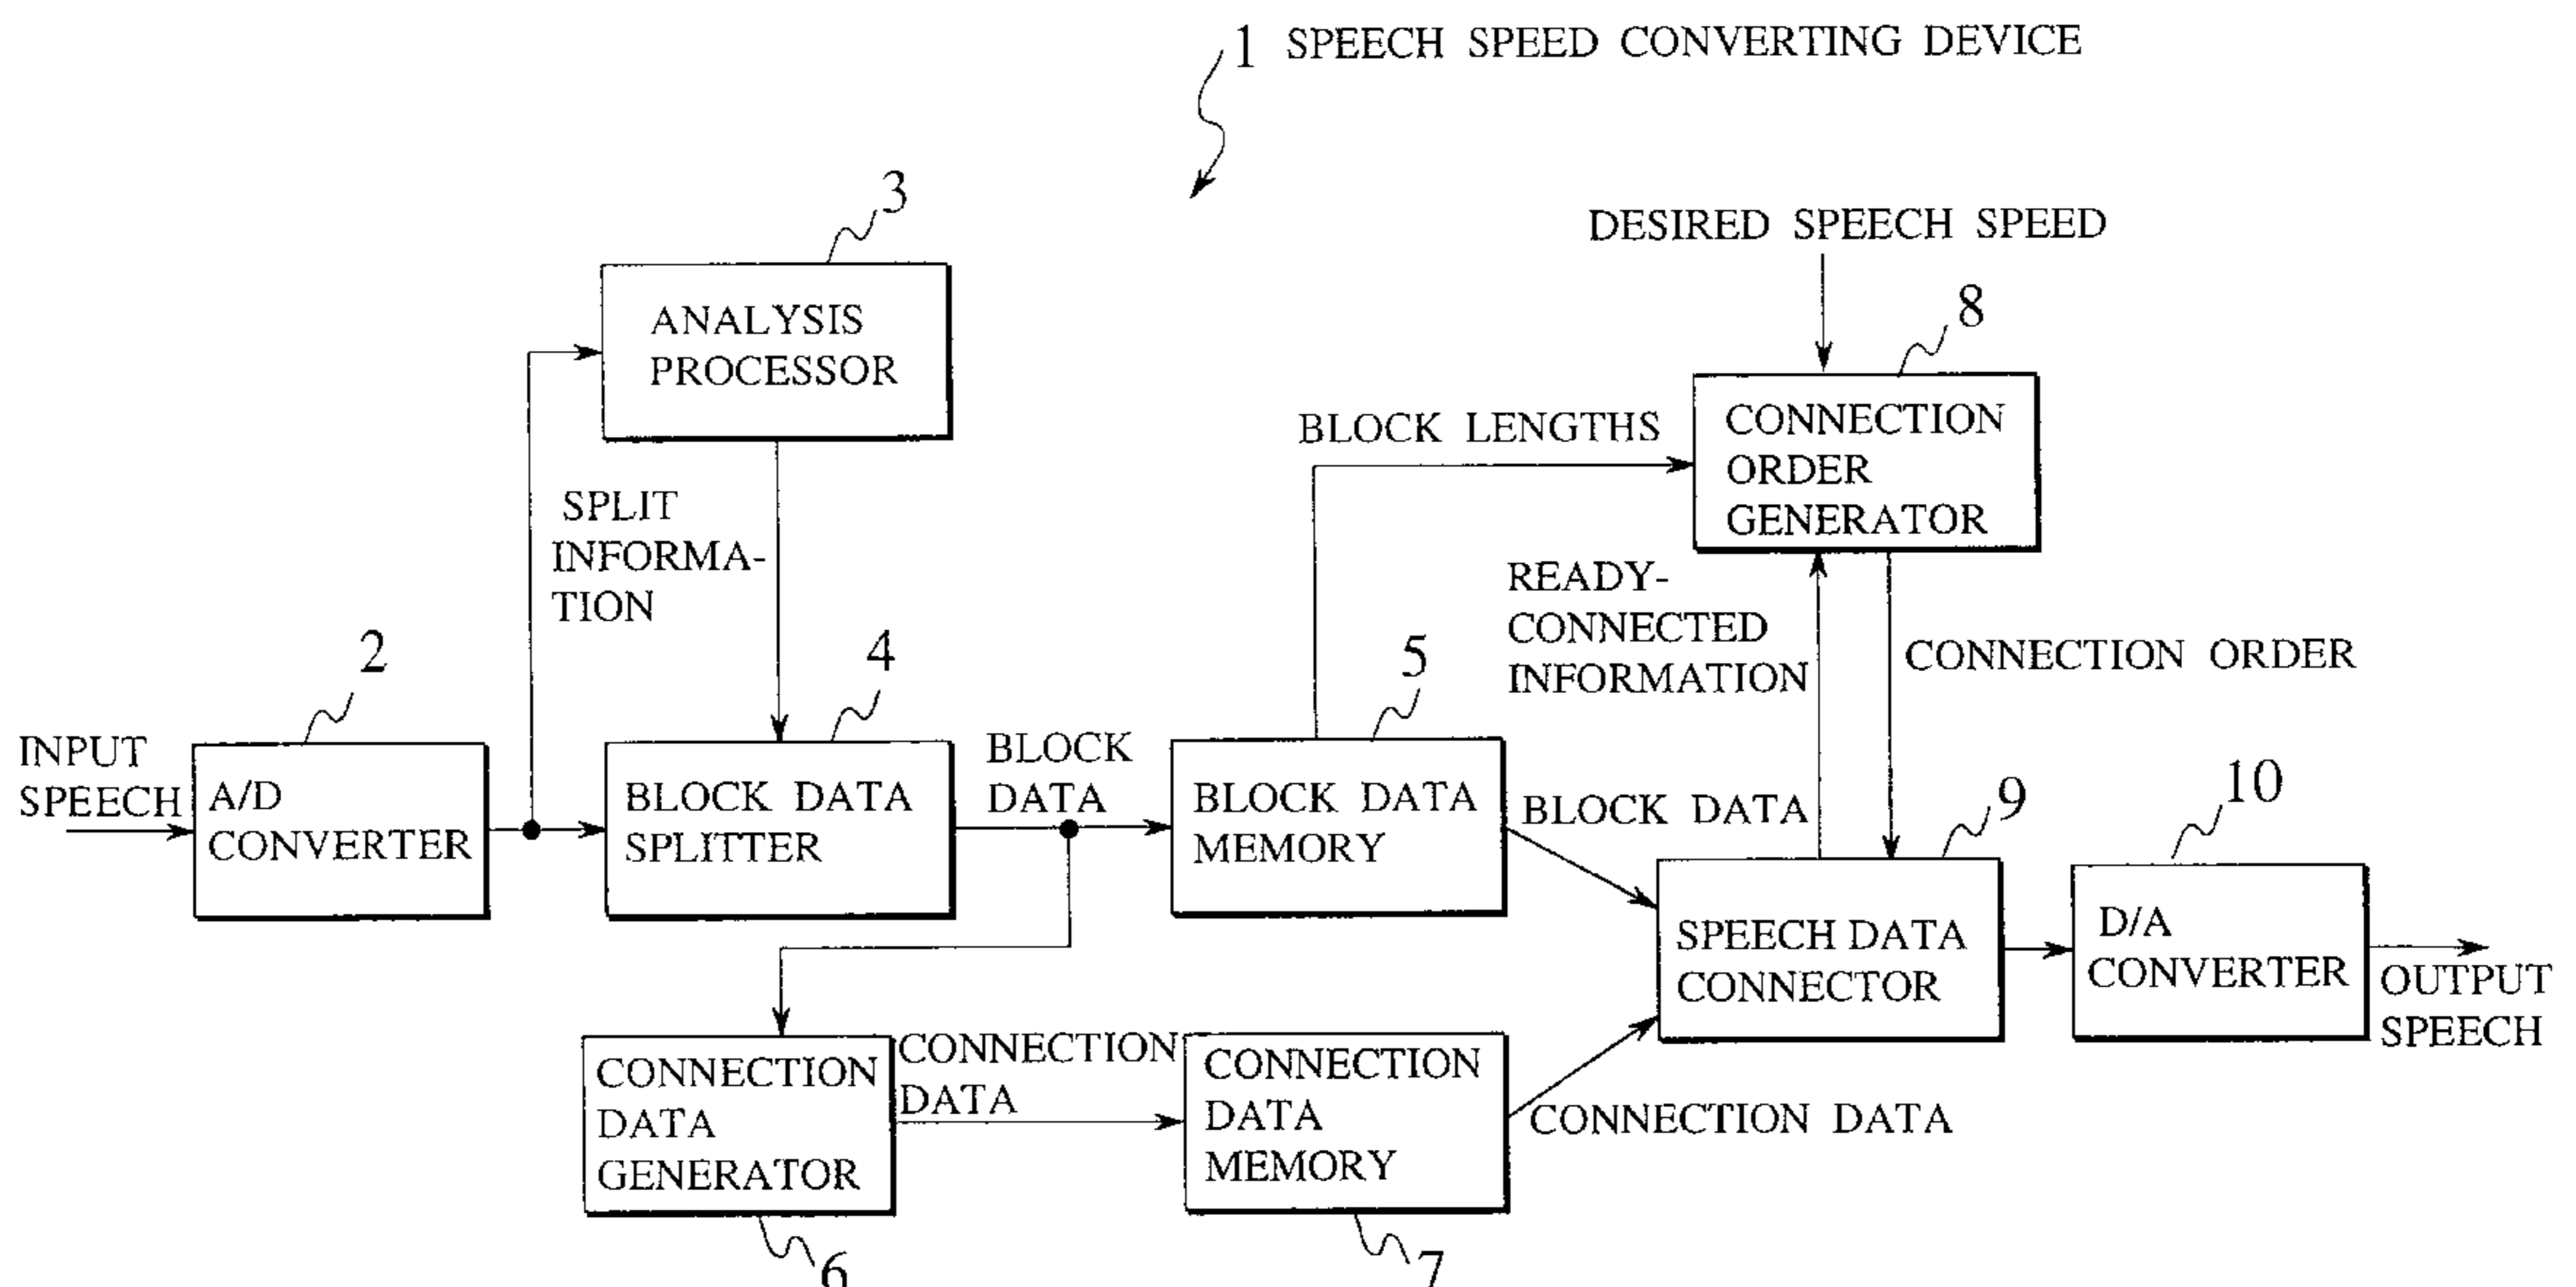 1 SPEECH SPEED CONVERTING DEVICE
3
DESIRED SPEECH SPEED
8
ANALYSIS
PROCESSOR
BLOCK LENGTHS
CONNECTION
ORDER
GENERATOR
SPLIT
INFORMA-
TION
READY-
CONNECTED
INFORMATION
CONNECTION ORDER
2
4
5
INPUT
SPEECH
A/D
CONVERTER
BLOCK DATA
SPLITTER
BLOCK
DATA
BLOCK DATA
MEMORY
BLOCK DATA
9
10
SPEECH DATA
CONNECTOR
D/A
CONVERTER
OUTPUT
SPEECH
CONNECTION
DATA
GENERATOR
CONNECTION
DATA
CONNECTION
DATA
MEMORY
CONNECTION DATA
6
7